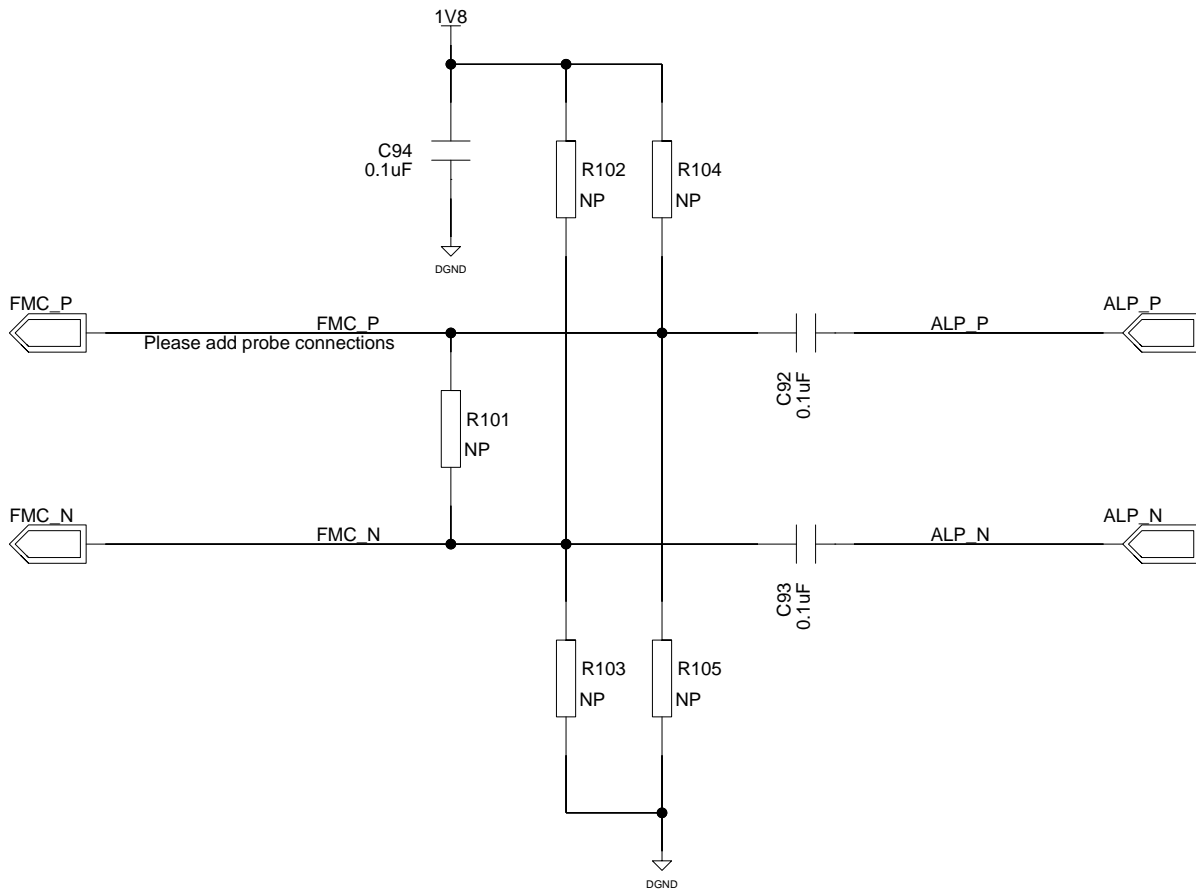 1V8
C94
0.1uF
R102
NP
R104
NP
DGND
FMC_P
FMC_P
Please add probe connections
ALP_P
ALP_P
C92
0.1uF
R101
NP
FMC_N
FMC_N
ALP_N
ALP_N
C93
0.1uF
R103
NP
R105
NP
DGND